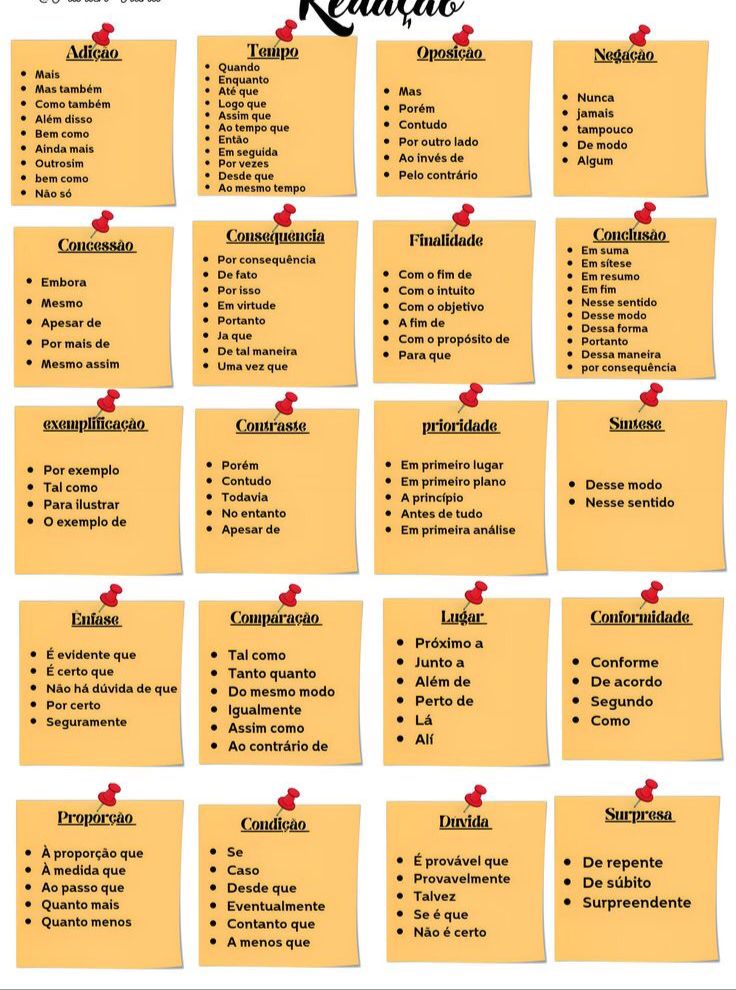 Redação
Adição
Mais
Mas também
Como também
Além disso
Bem como
Ainda mais
Outrosim
bem como
Não só
Tempo
Quando
Enquanto
Até que
Logo que
Assim que
Ao tempo que
Então
Em seguida
Por vezes
Desde que
Ao mesmo tempo
Oposição
Mas
Porém
Contudo
Por outro lado
Ao invés de
Pelo contrário
Negação
Nunca
jamais
tampouco
De modo
Algum
Concessão
Embora
Mesmo
Apesar de
Por mais de
Mesmo assim
Consequência
Por consequência
De fato
Por isso
Em virtude
Portanto
Ja que
De tal maneira
Uma vez que
Finalidade
Com o fim de
Com o intuito
Com o objetivo
A fim de
Com o propósito de
Para que
Conclusão
Em suma
Em sítese
Em resumo
Em fim
Nesse sentido
Desse modo
Dessa forma
Portanto
Dessa maneira
por consequência
exemplificação
Por exemplo
Tal como
Para ilustrar
O exemplo de
Contraste
Porém
Contudo
Todavia
No entanto
Apesar de
prioridade
Em primeiro lugar
Em primeiro plano
A princípio
Antes de tudo
Em primeira análise
Síntese
Desse modo
Nesse sentido
Ênfase
É evidente que
É certo que
Não há dúvida de que
Por certo
Seguramente
Comparação
Tal como
Tanto quanto
Do mesmo modo
Igualmente
Assim como
Ao contrário de
Lugar
Próximo a
Junto a
Além de
Perto de
Lá
Alí
Conformidade
Conforme
De acordo
Segundo
Como
Proporção
À proporção que
À medida que
Ao passo que
Quanto mais
Quanto menos
Condição
Se
Caso
Desde que
Eventualmente
Contanto que
A menos que
Duvida
É provável que
Provavelmente
Talvez
Se é que
Não é certo
Surpresa
De repente
De súbito
Surpreendente